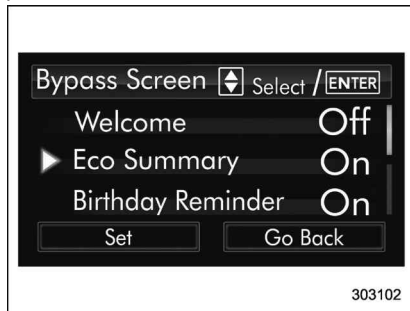 Bypass Screen Select / ENTER
Welcome Off
Eco Summary On
Birthday Reminder On
Set Go Back
303102